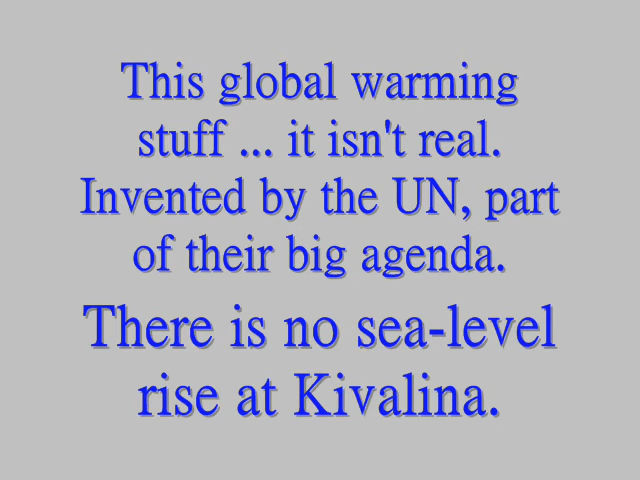 This global warming
stuff ... it isn't real.
Invented by the UN, part
of their big agenda.
There is no sea-level
rise at Kivalina.